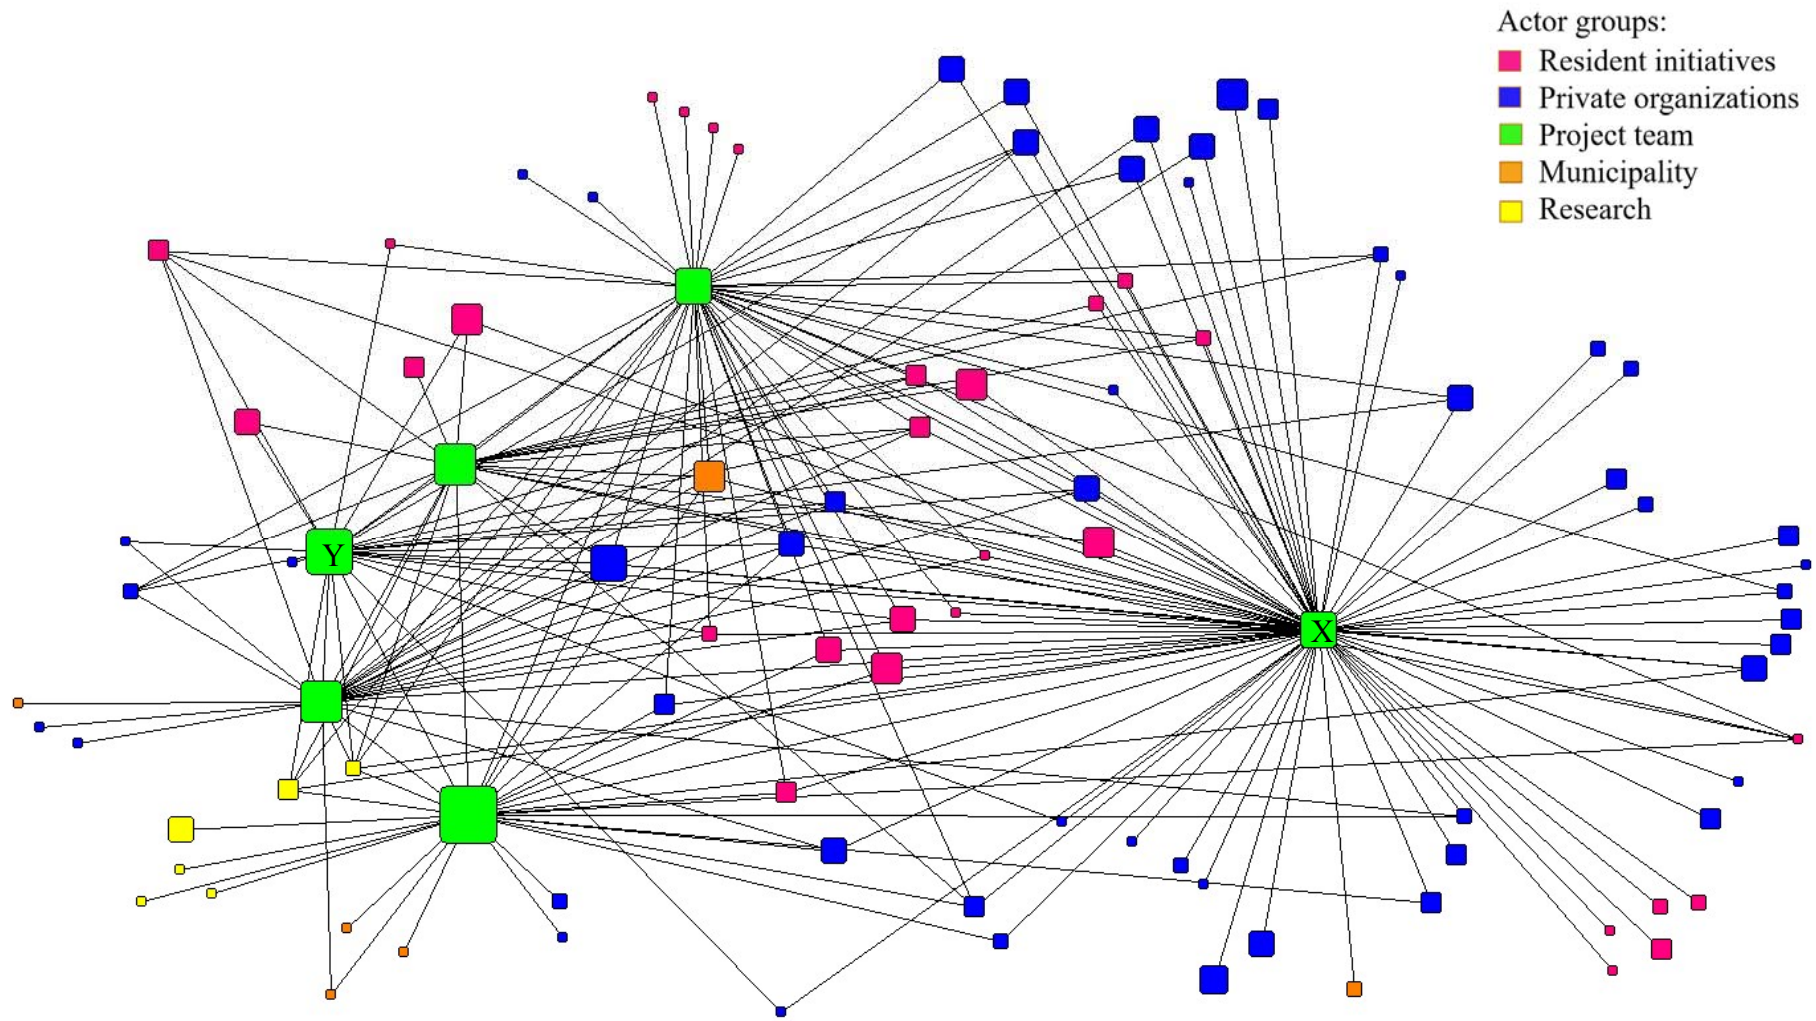 Actor groups:
Resident initiatives
Private organizations
Project team
Municipality
Research
Y
X